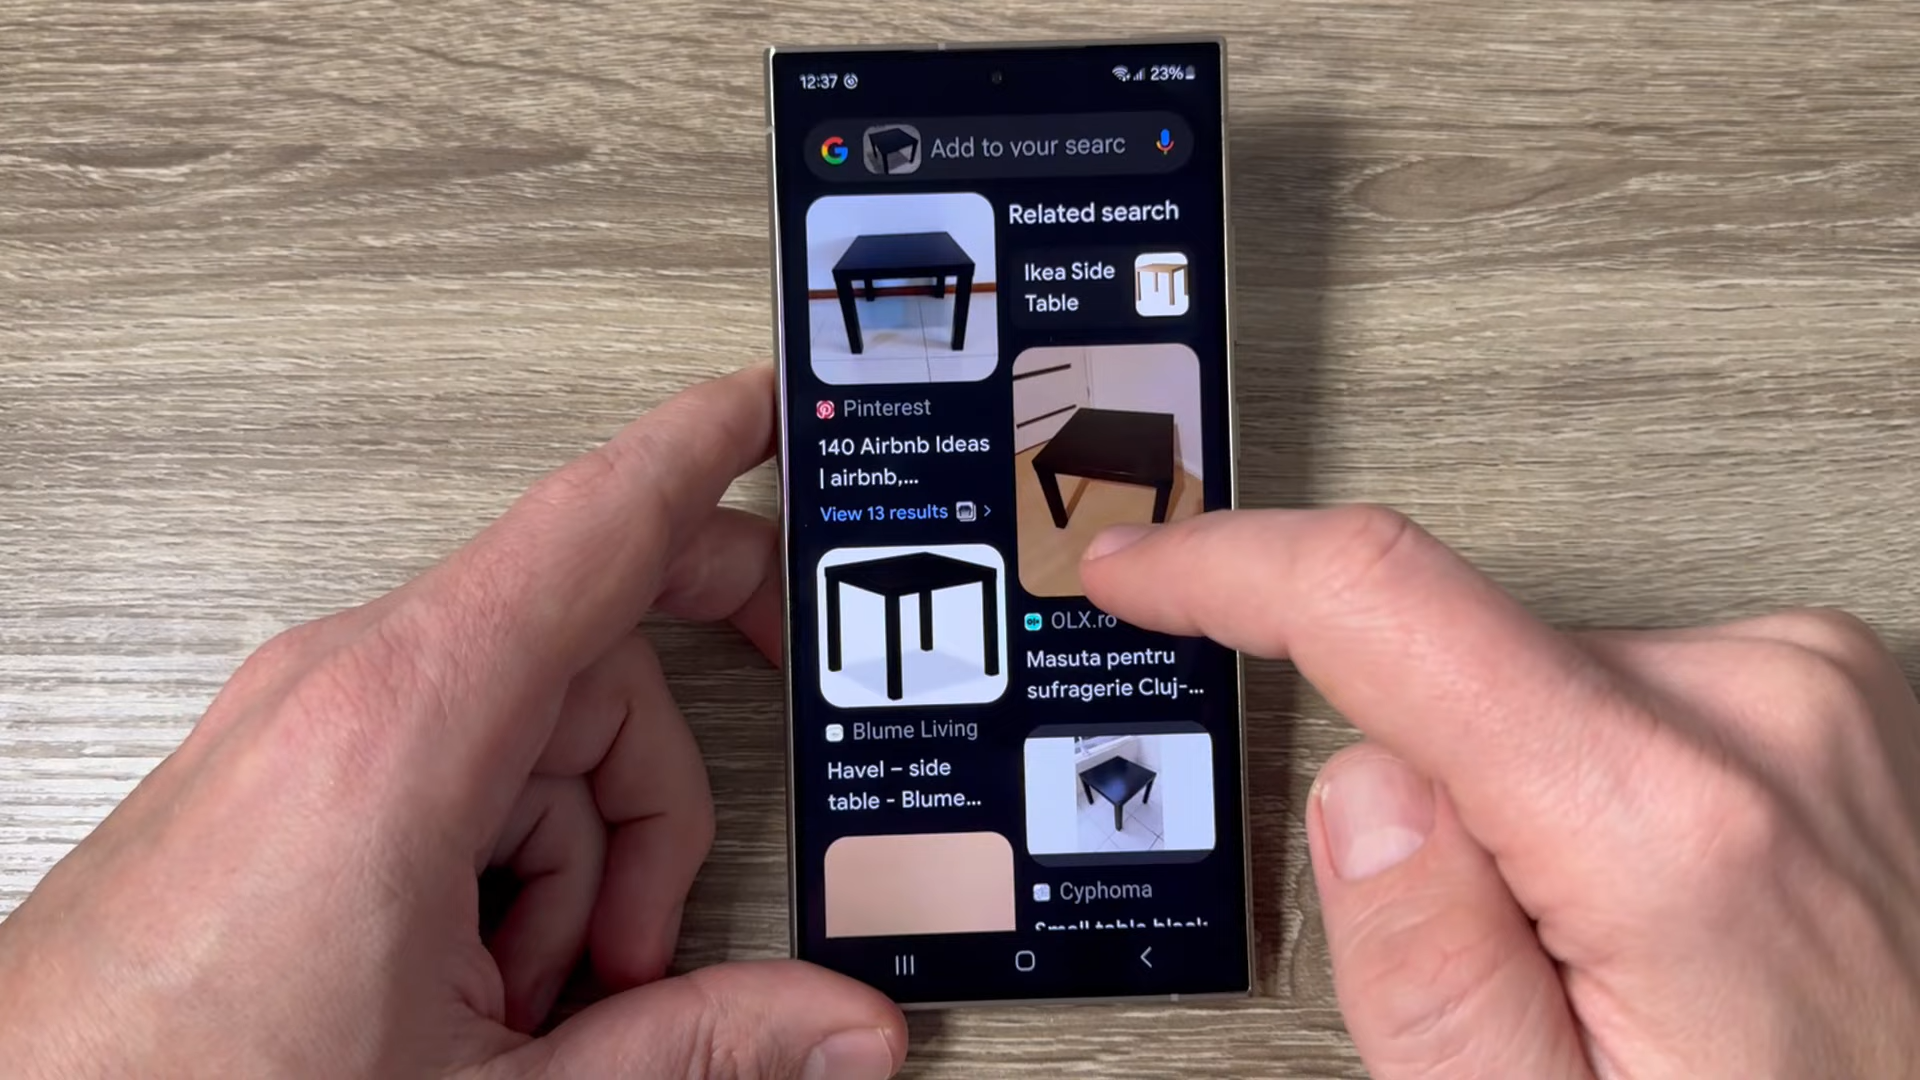 12:37
23%
Add to your searc
Related search
Ikea Side
Table
Pinterest
140 Airbnb Ideas
| airbnb,...
View 13 results
OLX.ro
Masuta pentru
sufragerie Cluj-...
Blume Living
Havel – side
table - Blume...
Cyphoma
Small table black